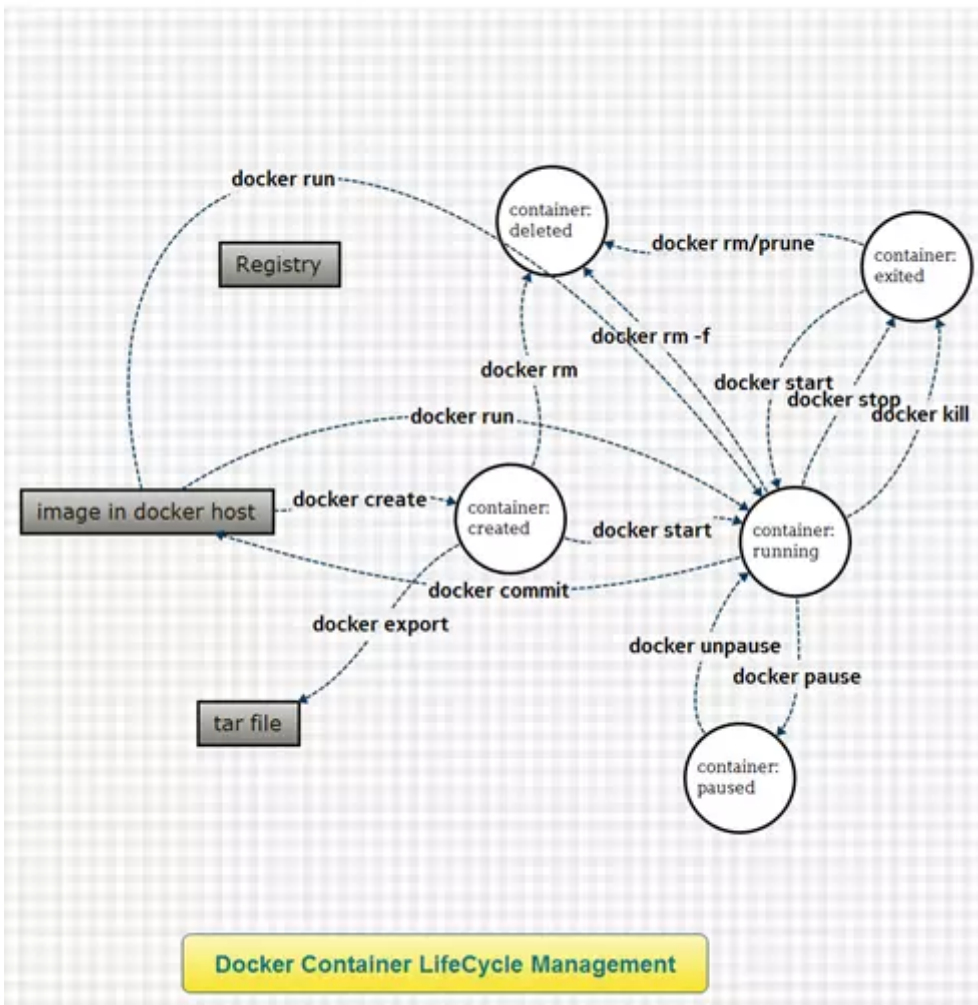 docker run
container:
deleted
docker rm/prune
container:
exited
Registry
docker rm -f
docker rm
docker start
docker stop
docker kill
docker run
image in docker host
docker create
container:
created
docker start
container:
running
docker commit
docker export
docker unpause
docker pause
tar file
container:
paused
Docker Container LifeCycle Management